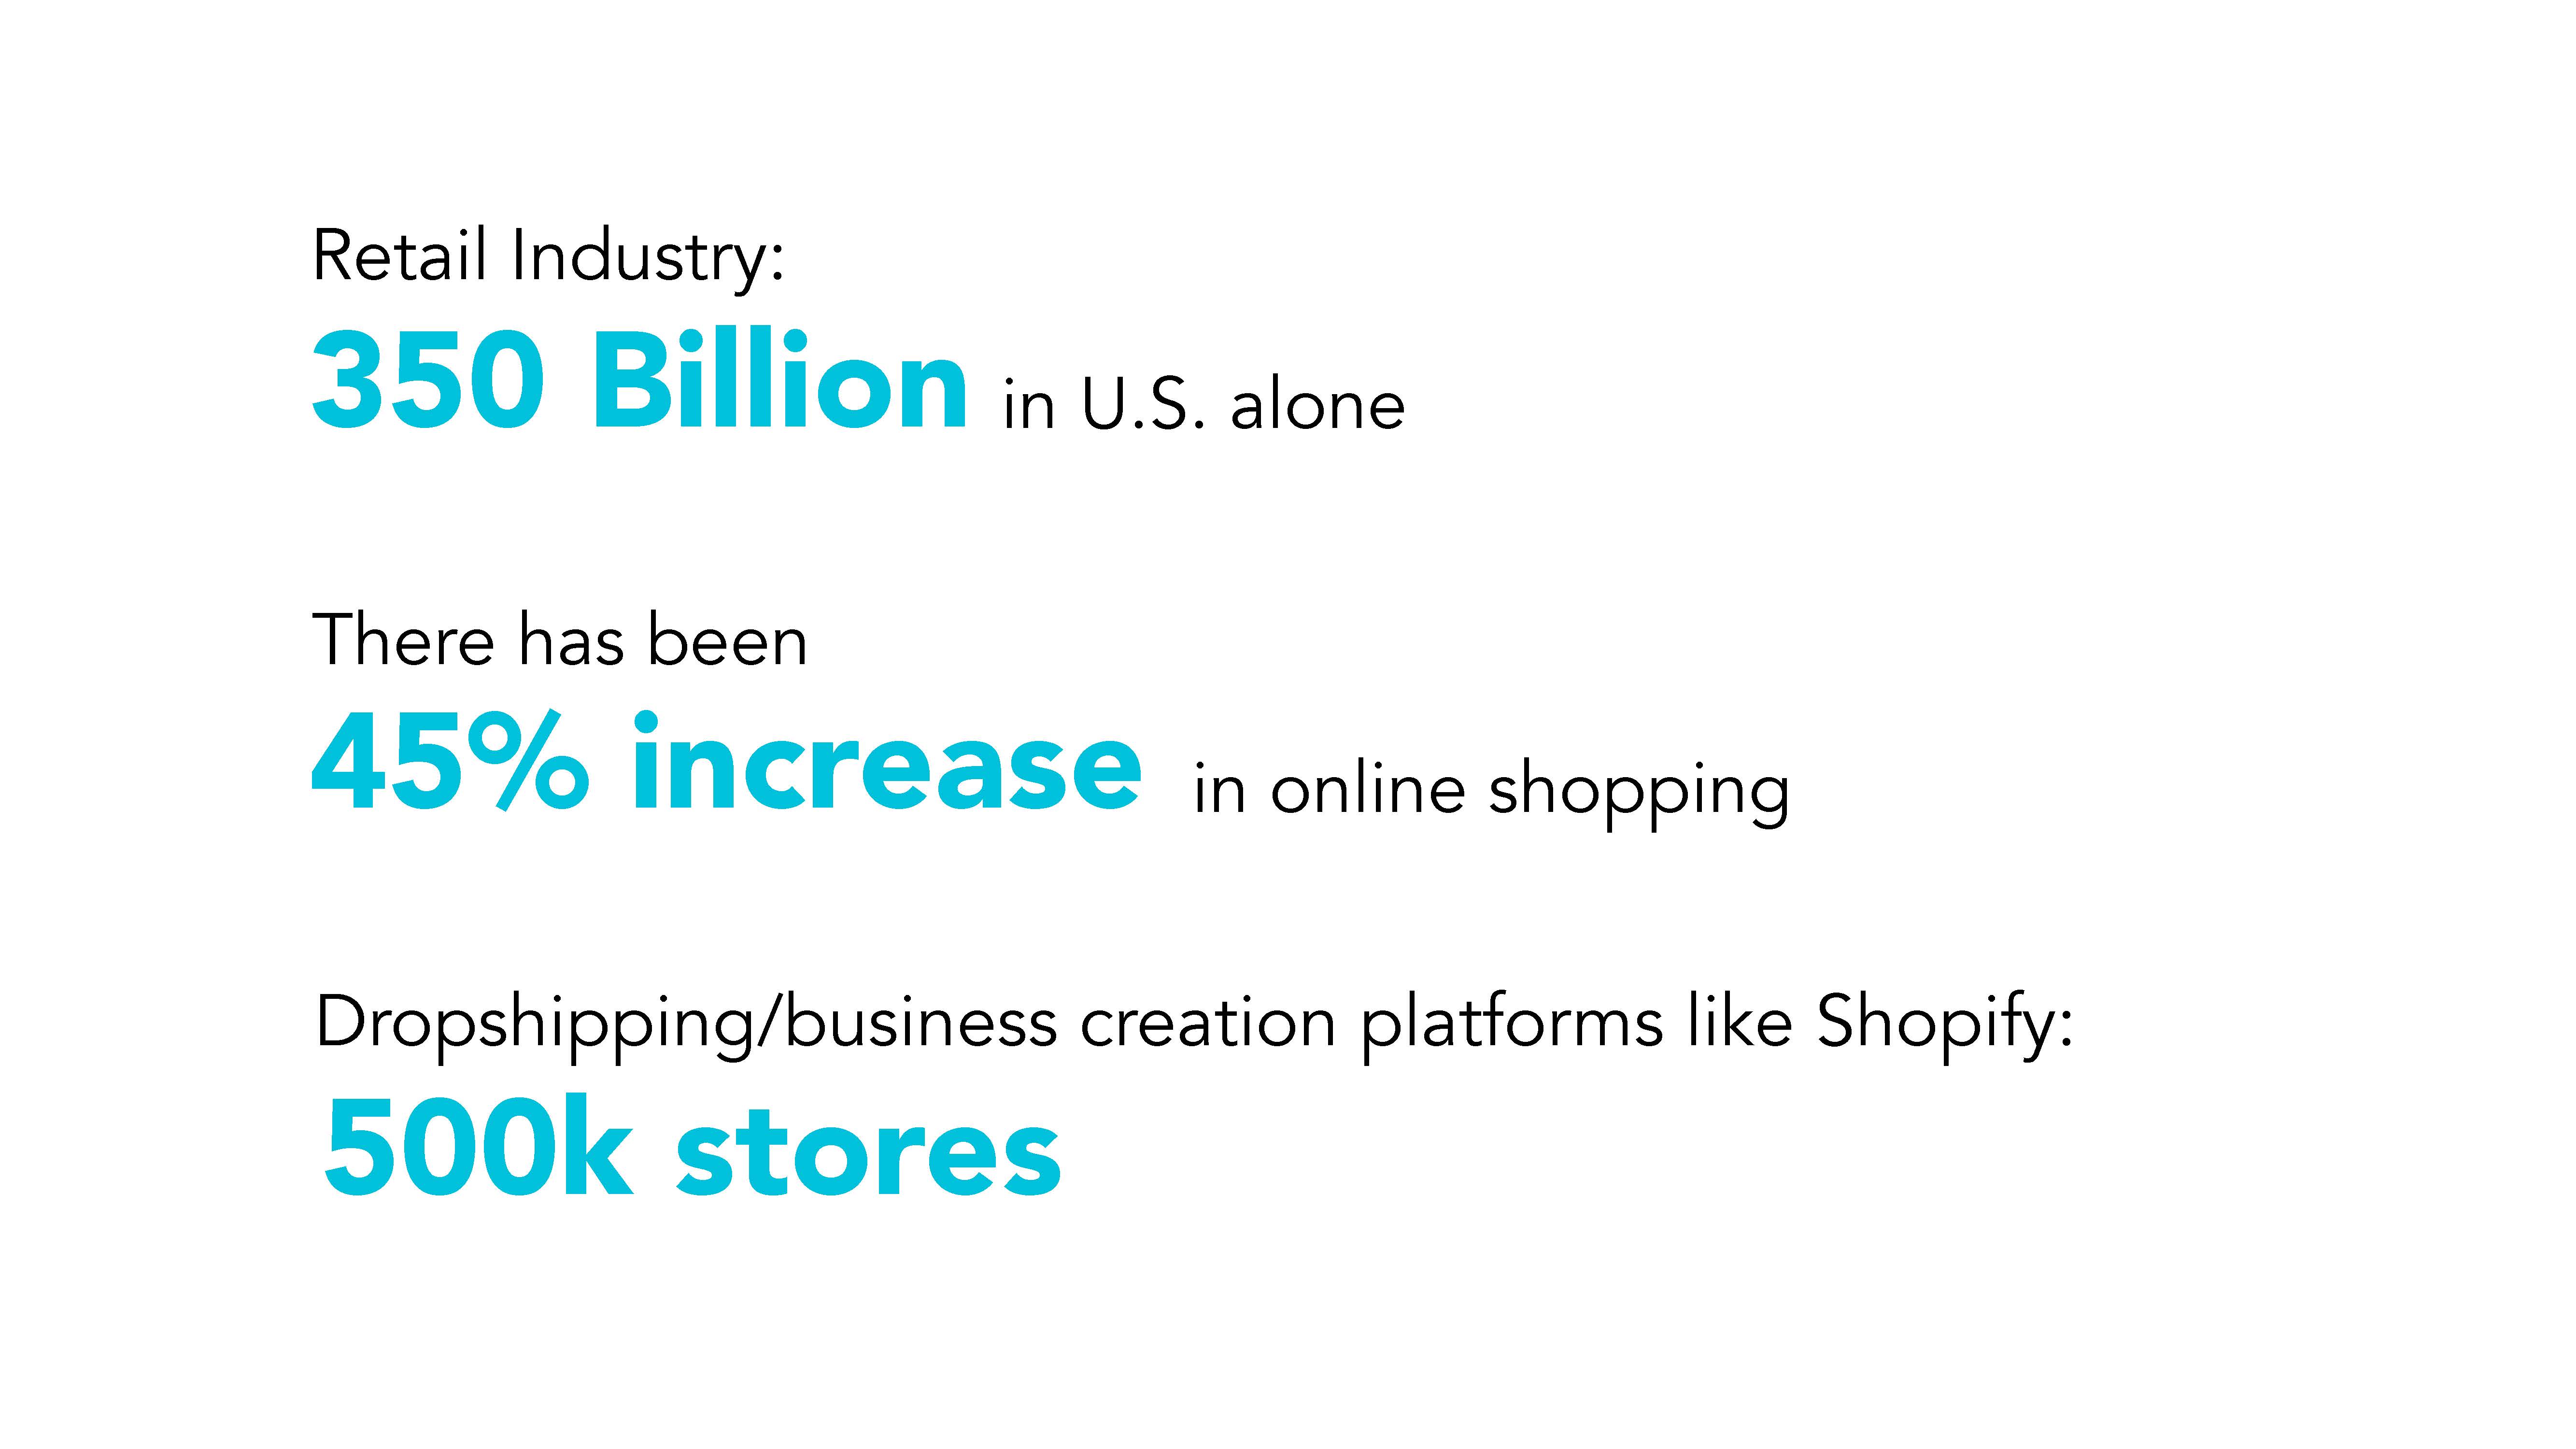 Retail Industry:
350 Billion in U.S. alone
There has been
45% increase in online shopping
Dropshipping/business creation platforms like Shopify:
500k stores